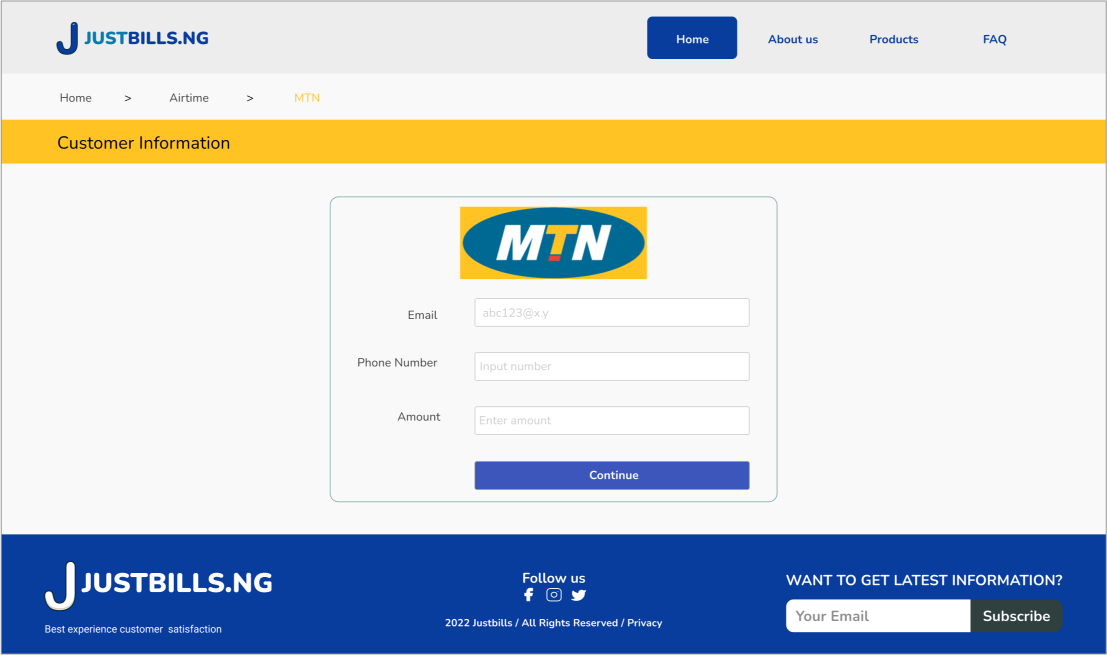 JUSTBILLS.NG
Home About us Products FAQ
Home > Airtime > MTN
Customer Information
MTN
Email abc123@x.y
Phone Number Input number
Amount Enter amount
Continue
JUSTBILLS.NG
Best experience customer satisfaction
Follow us
2022 Justbills / All Rights Reserved / Privacy
WANT TO GET LATEST INFORMATION?
Your Email Subscribe